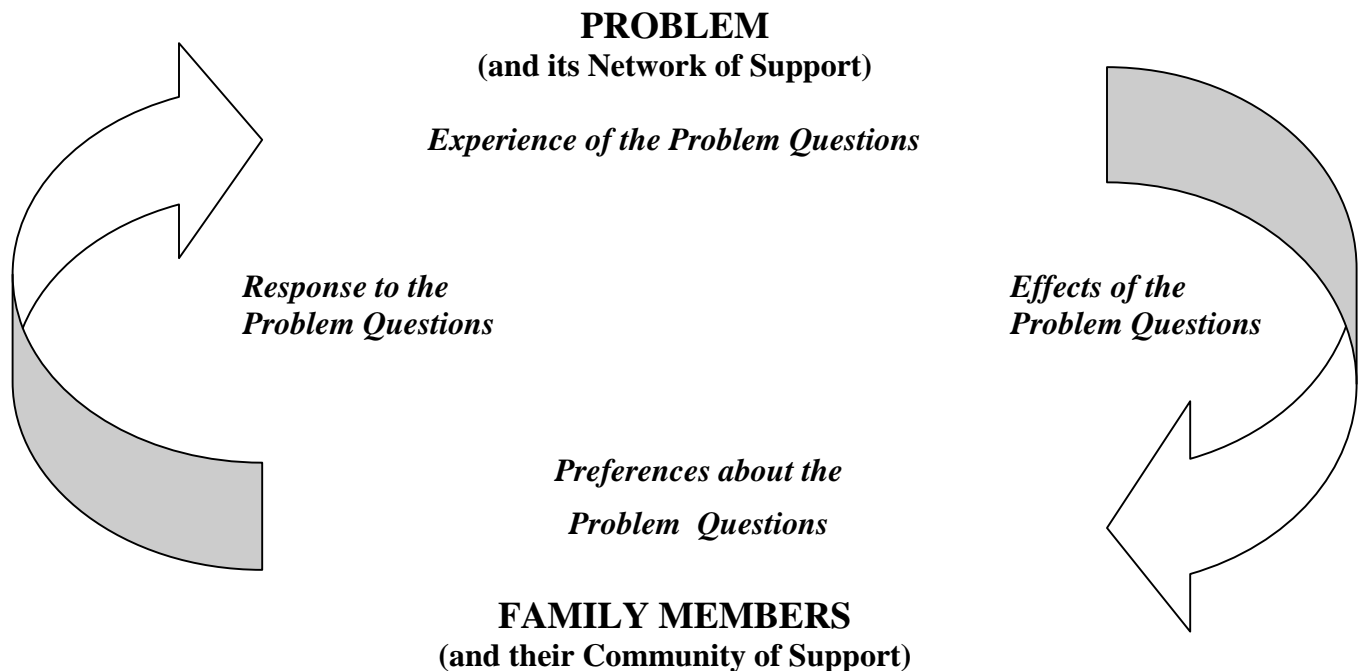 PROBLEM
(and its Network of Support)
Experience of the Problem Questions
Response to the
Problem Questions
Effects of the
Problem Questions
Preferences about the
Problem Questions
FAMILY MEMBERS
(and their Community of Support)